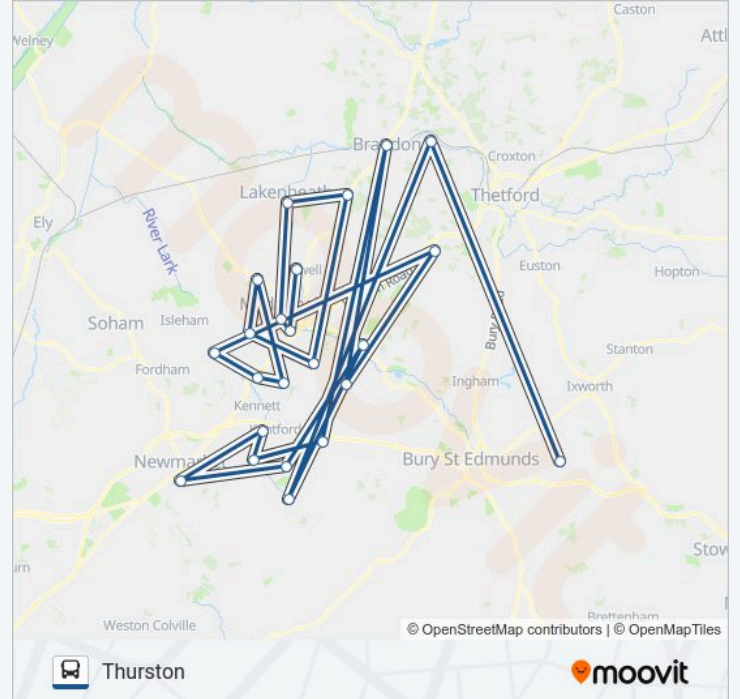 Caston
Welney
Attl
Brandon
Croxton
Lakenheath
Thetford
Ely
River Lark
Euston
Hopton
Soham
Isleham
Stanton
Fordham
Ingham
Ixworth
Kennett
Bury St Edmunds
Stow
Weston Colville
Brettenham
© OpenStreetMap contributors | © OpenMapTiles
Thurston
moovit